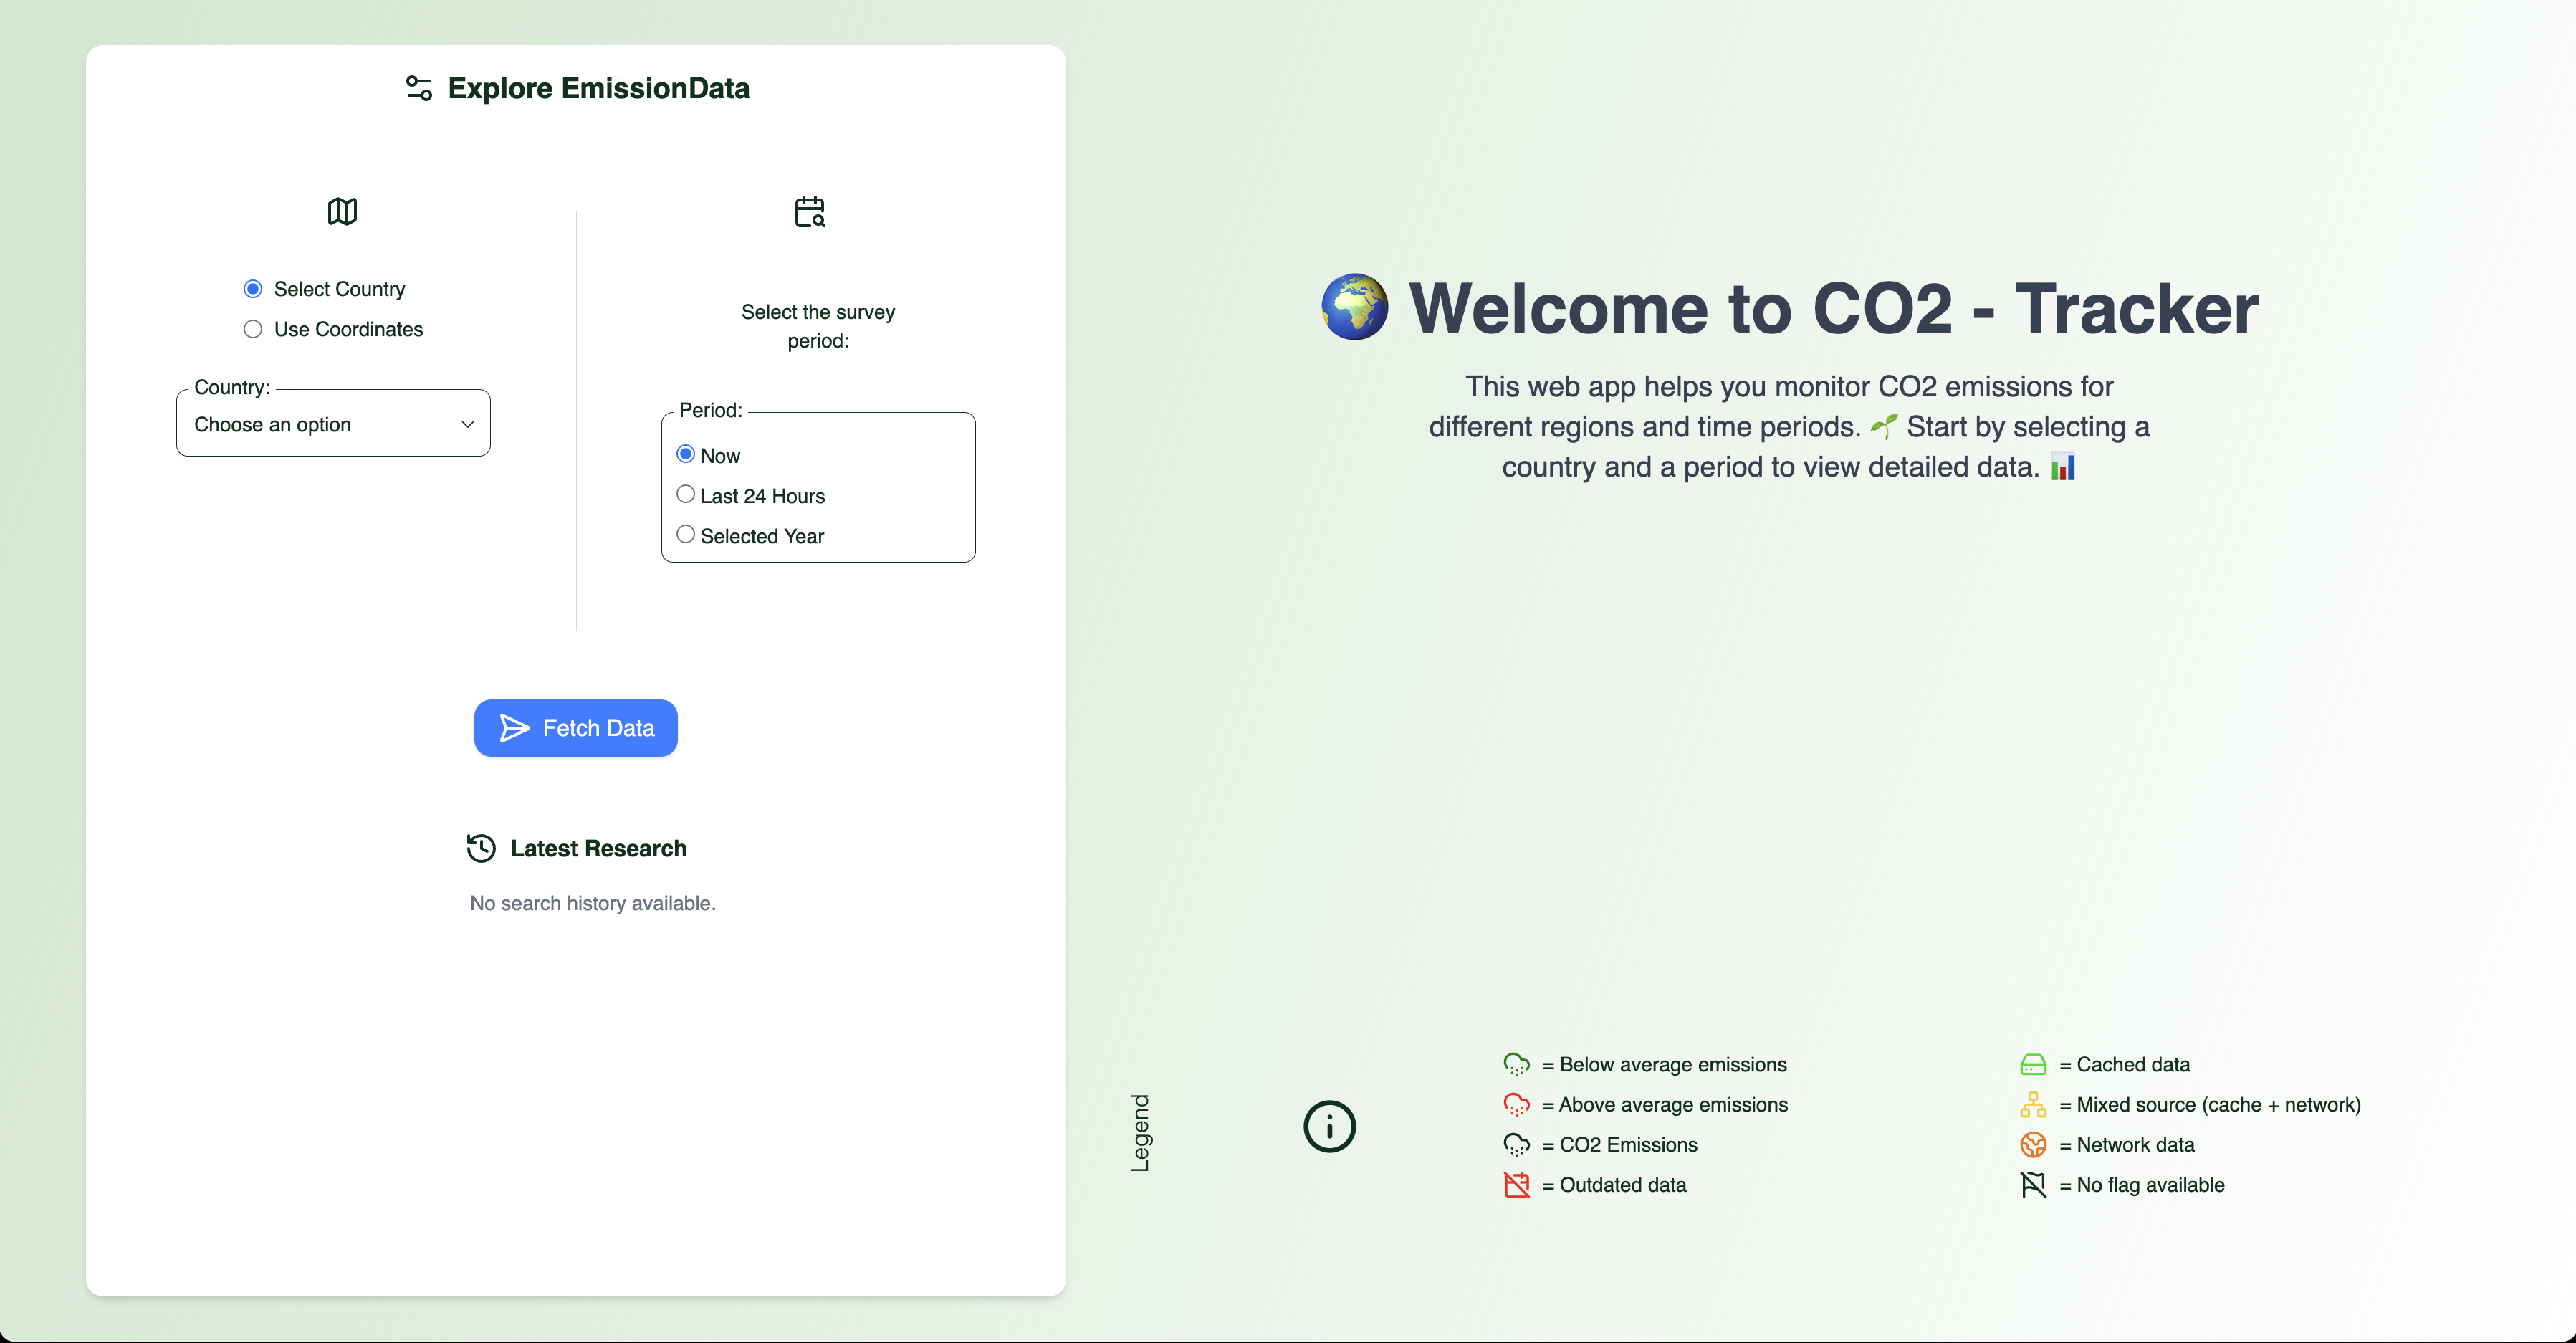 Explore EmissionData
Select Country
Use Coordinates
Country:
Choose an option
Select the survey
period:
Period:
Now
Last 24 Hours
Selected Year
Fetch Data
Latest Research
No search history available.
Welcome to CO2 - Tracker
This web app helps you monitor CO2 emissions for
different regions and time periods. 🌱 Start by selecting a
country and a period to view detailed data. 📊
Legend
= Below average emissions
= Above average emissions
= CO2 Emissions
= Outdated data
= Cached data
= Mixed source (cache + network)
= Network data
= No flag available